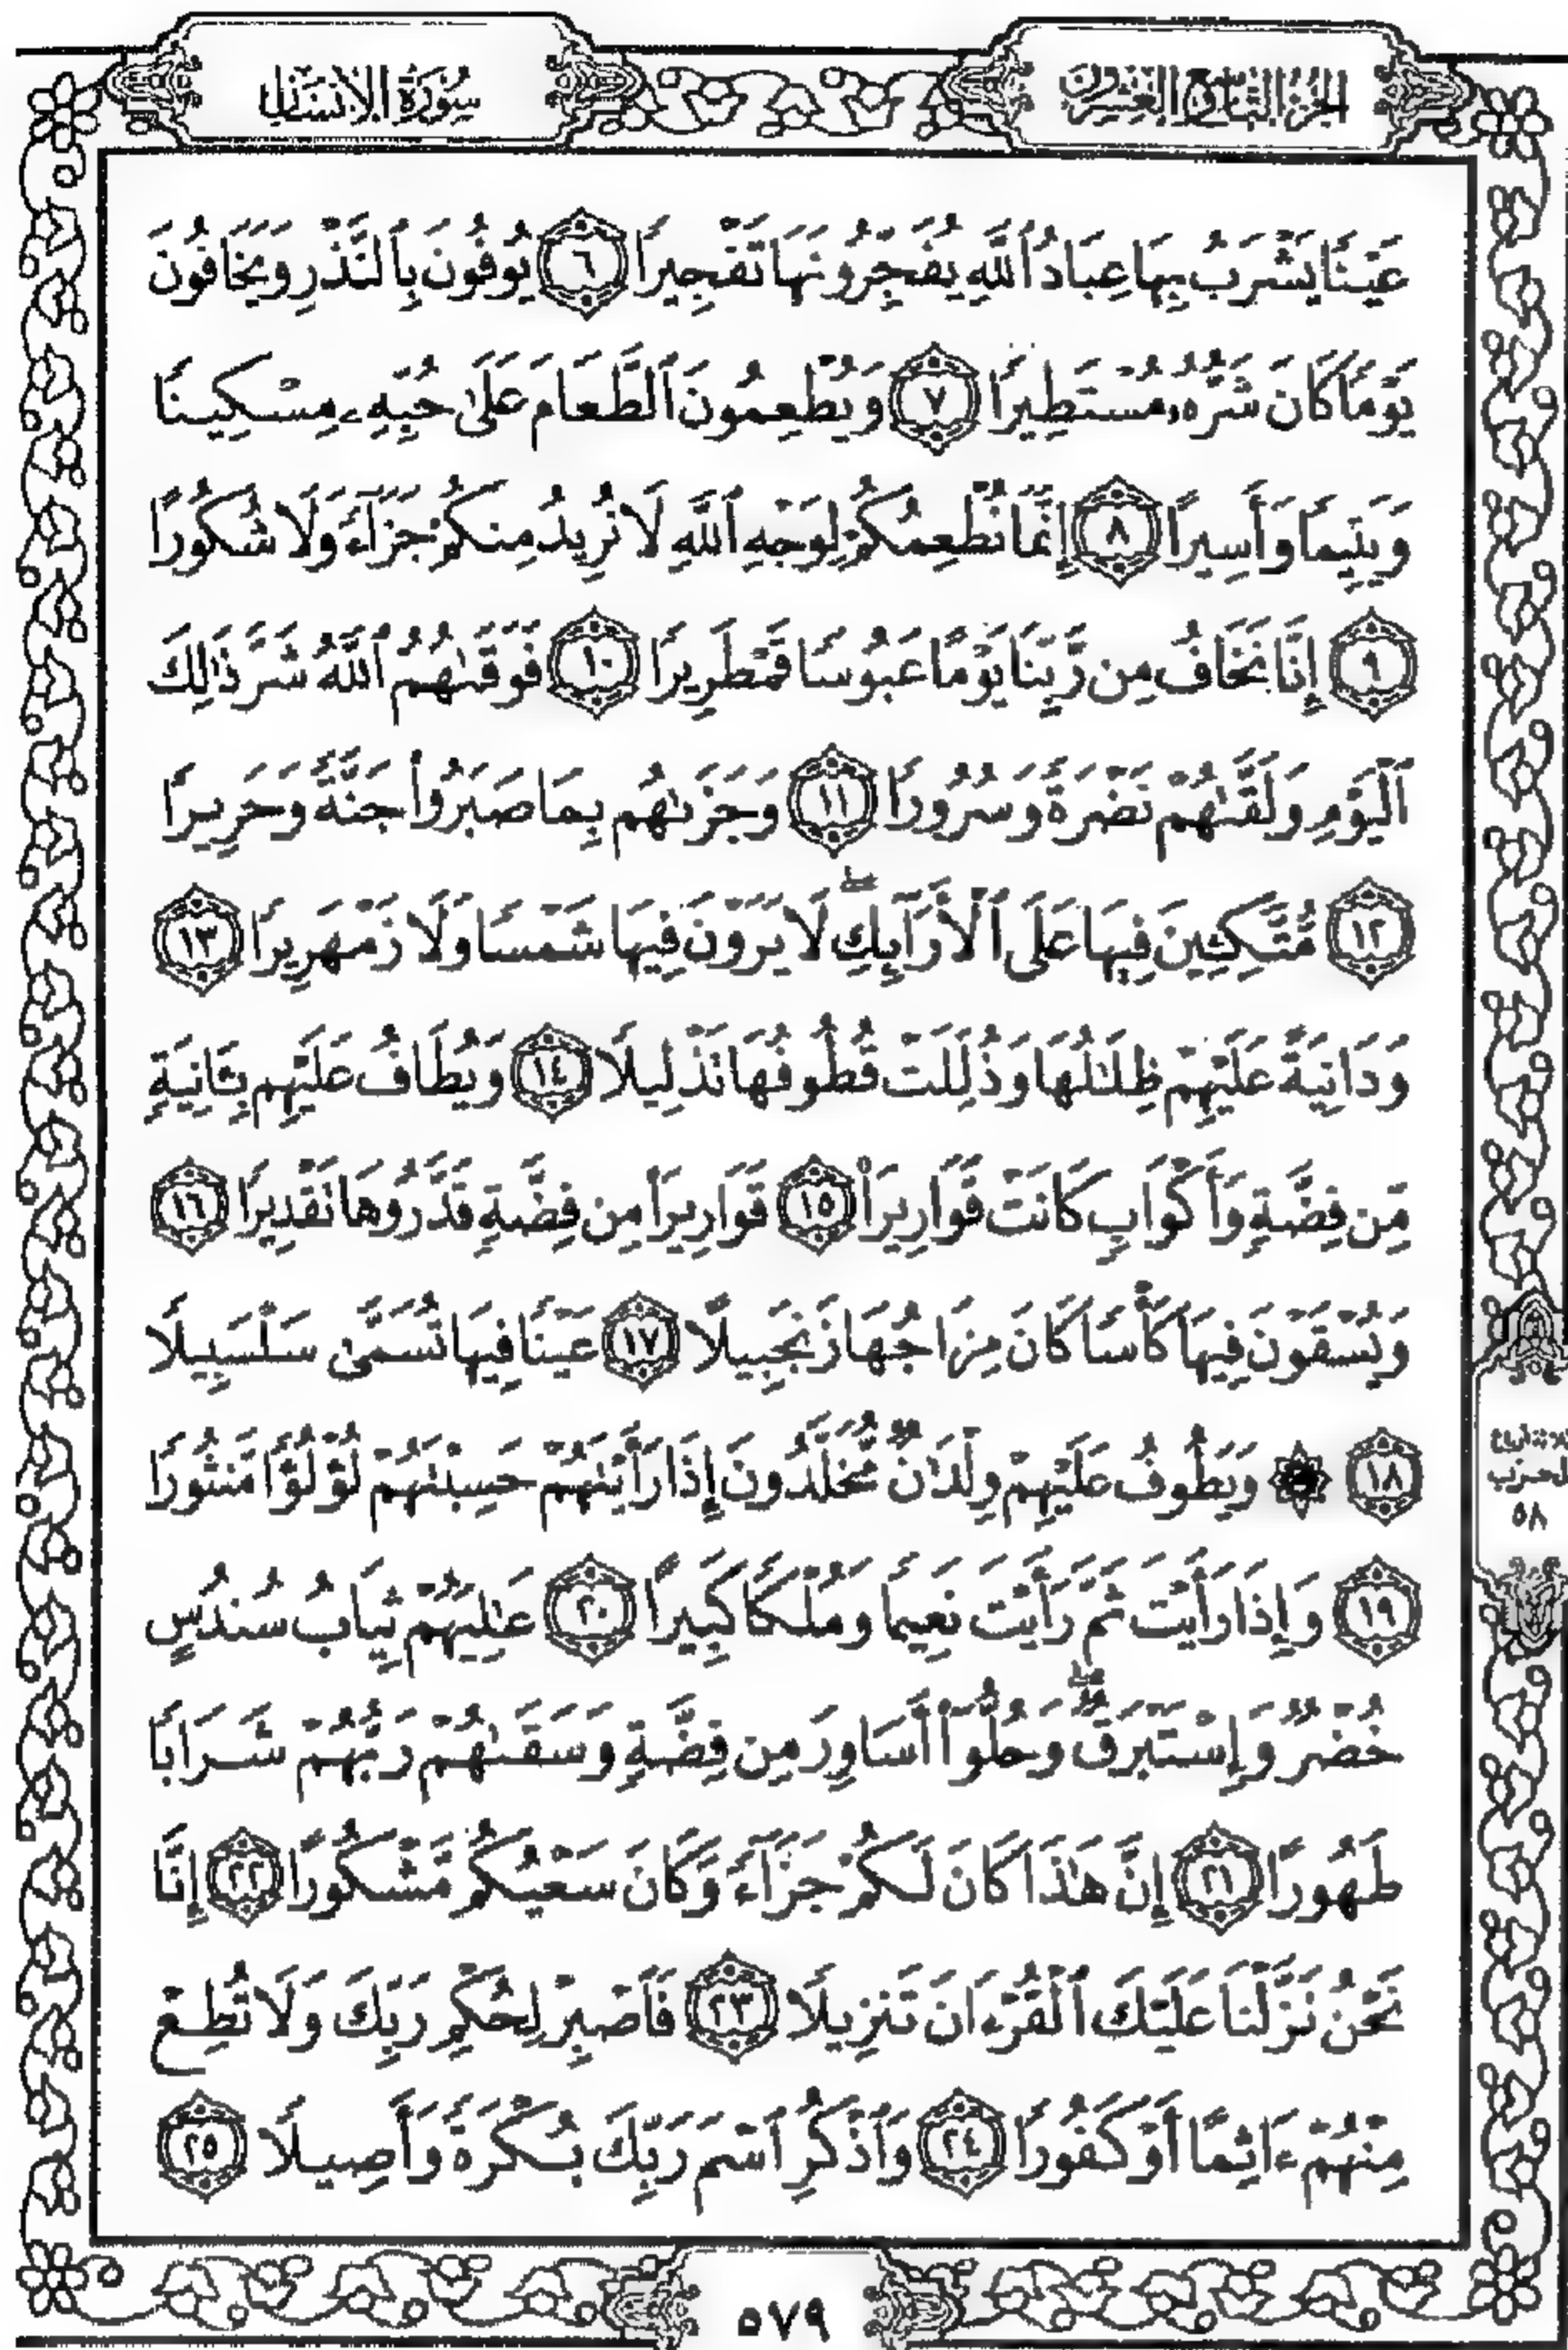 الجزء التاسع والعشرون
سورة الإنسان
عَيْنًا يَشْرَبُ بِهَا عِبَادُ ٱللَّهِ يُفَجِّرُونَهَا تَفْجِيرًا ٦ يُوفُونَ بِٱلنَّذْرِ وَيَخَافُونَ
يَوْمًا كَانَ شَرُّهُۥ مُسْتَطِيرًا ٧ وَيُطْعِمُونَ ٱلطَّعَامَ عَلَىٰ حُبِّهِۦ مِسْكِينًا
وَيَتِيمًا وَأَسِيرًا ٨ إِنَّمَا نُطْعِمُكُمْ لِوَجْهِ ٱللَّهِ لَا نُرِيدُ مِنكُمْ جَزَآءً وَلَا شُكُورًا
٩ إِنَّا نَخَافُ مِن رَّبِّنَا يَوْمًا عَبُوسًا قَمْطَرِيرًا ١٠ فَوَقَىٰهُمُ ٱللَّهُ شَرَّ ذَٰلِكَ
ٱلْيَوْمِ وَلَقَّىٰهُمْ نَضْرَةً وَسُرُورًا ١١ وَجَزَىٰهُم بِمَا صَبَرُوا۟ جَنَّةً وَحَرِيرًا
١٢ مُّتَّكِـِٔينَ فِيهَا عَلَى ٱلْأَرَآئِكِ ۖ لَا يَرَوْنَ فِيهَا شَمْسًا وَلَا زَمْهَرِيرًا ١٣
وَدَانِيَةً عَلَيْهِمْ ظِلَـٰلُهَا وَذُلِّلَتْ قُطُوفُهَا تَذْلِيلًا ١٤ وَيُطَافُ عَلَيْهِم بِـَٔانِيَةٍ
مِّن فِضَّةٍ وَأَكْوَابٍ كَانَتْ قَوَارِيرَا۠ ١٥ قَوَارِيرَا۟ مِن فِضَّةٍ قَدَّرُوهَا تَقْدِيرًا ١٦
وَيُسْقَوْنَ فِيهَا كَأْسًا كَانَ مِزَاجُهَا زَنجَبِيلًا ١٧ عَيْنًا فِيهَا تُسَمَّىٰ سَلْسَبِيلًا
١٨ ۞ وَيَطُوفُ عَلَيْهِمْ وِلْدَٰنٌ مُّخَلَّدُونَ إِذَا رَأَيْتَهُمْ حَسِبْتَهُمْ لُؤْلُؤًا مَّنثُورًا
١٩ وَإِذَا رَأَيْتَ ثَمَّ رَأَيْتَ نَعِيمًا وَمُلْكًا كَبِيرًا ٢٠ عَـٰلِيَهُمْ ثِيَابُ سُندُسٍ
خُضْرٌ وَإِسْتَبْرَقٌ ۖ وَحُلُّوٓا۟ أَسَاوِرَ مِن فِضَّةٍ وَسَقَىٰهُمْ رَبُّهُمْ شَرَابًا
طَهُورًا ٢١ إِنَّ هَـٰذَا كَانَ لَكُمْ جَزَآءً وَكَانَ سَعْيُكُم مَّشْكُورًا ٢٢ إِنَّا
نَحْنُ نَزَّلْنَا عَلَيْكَ ٱلْقُرْءَانَ تَنزِيلًا ٢٣ فَٱصْبِرْ لِحُكْمِ رَبِّكَ وَلَا تُطِعْ
مِنْهُمْ ءَاثِمًا أَوْ كَفُورًا ٢٤ وَٱذْكُرِ ٱسْمَ رَبِّكَ بُكْرَةً وَأَصِيلًا ٢٥
الحزب
٥٨
٥٧٩